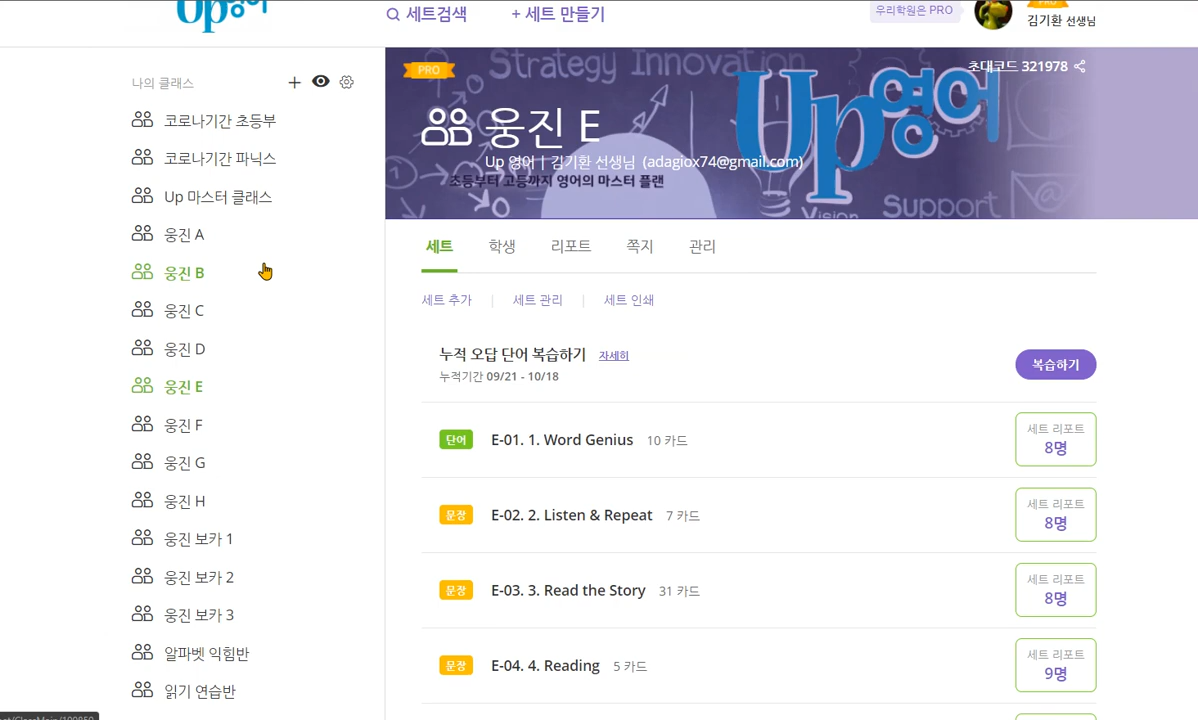 Up영어
세트검색
+ 세트 만들기
우리학원은 PRO
PRO
김기환 선생님
나의 클래스
코로나기간 초등부
코로나기간 파닉스
Up 마스터 클래스
웅진 A
웅진 B
웅진 C
웅진 D
웅진 E
웅진 F
웅진 G
웅진 H
웅진 보카 1
웅진 보카 2
웅진 보카 3
알파벳 익힘반
읽기 연습반
PRO
Strategy Innovation
초대코드 321978
Up영어
웅진 E
Up 영어 | 김기환 선생님 (adagiox74@gmail.com)
초등부터 고등까지 영어의 마스터 플랜
Vision
Support
세트
학생
리포트
쪽지
관리
세트 추가 | 세트 관리 | 세트 인쇄
누적 오답 단어 복습하기 자세히
누적기간 09/21 - 10/18
복습하기
단어 E-01. 1. Word Genius 10 카드
세트 리포트
8명
문장 E-02. 2. Listen & Repeat 7 카드
세트 리포트
8명
문장 E-03. 3. Read the Story 31 카드
세트 리포트
8명
문장 E-04. 4. Reading 5 카드
세트 리포트
9명